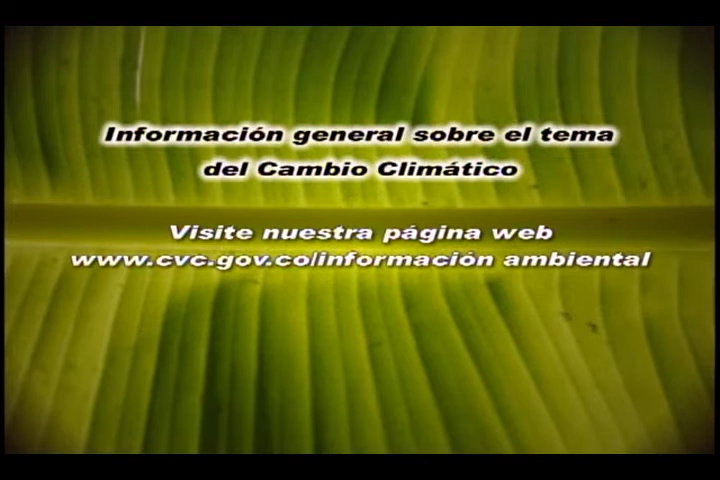 Información general sobre el tema
del Cambio Climático
Visite nuestra página web
www.cvc.gov.co/información ambiental